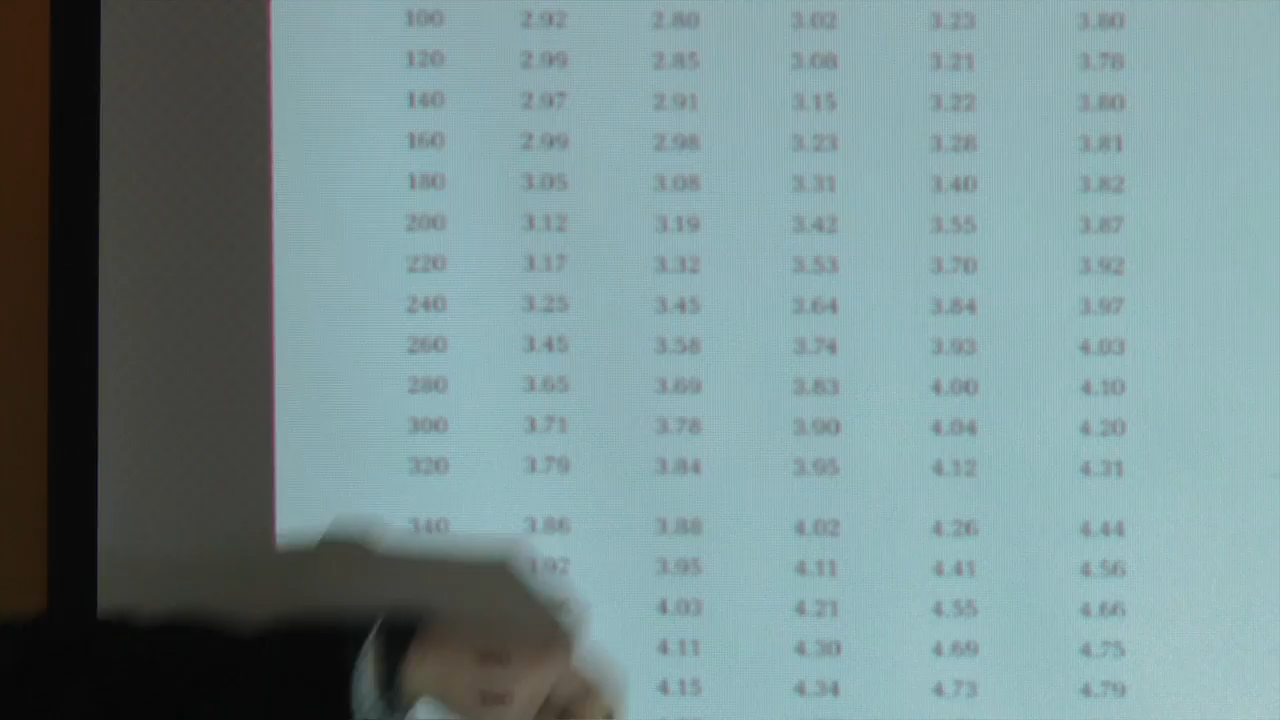 100 2.92 2.80 3.02 3.23 3.80
120 2.99 2.85 3.08 3.21 3.78
140 2.97 2.91 3.15 3.22 3.80
160 2.99 2.98 3.23 3.28 3.81
180 3.05 3.08 3.31 3.40 3.82
200 3.12 3.19 3.42 3.55 3.87
220 3.17 3.32 3.53 3.70 3.92
240 3.25 3.45 3.64 3.84 3.97
260 3.45 3.58 3.74 3.93 4.03
280 3.65 3.69 3.83 4.00 4.10
300 3.71 3.78 3.90 4.04 4.20
320 3.79 3.84 3.95 4.12 4.31
340 3.86 3.88 4.02 4.26 4.44
3.95 4.11 4.41 4.56
4.03 4.21 4.55 4.66
4.11 4.30 4.69 4.75
4.15 4.34 4.73 4.79